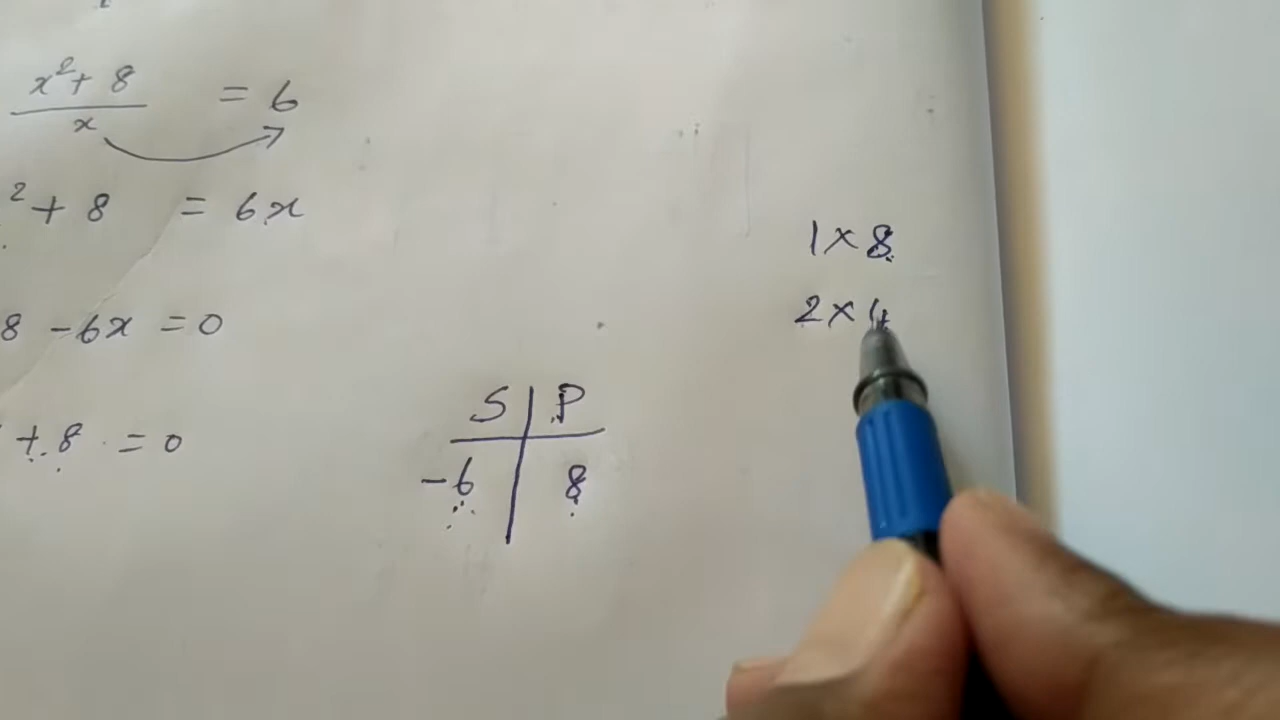 x² + 8 / x = 6
² + 8 = 6x
8 - 6x = 0
+ 8 = 0
S | P
-6 | 8
1 × 8
2 × 4